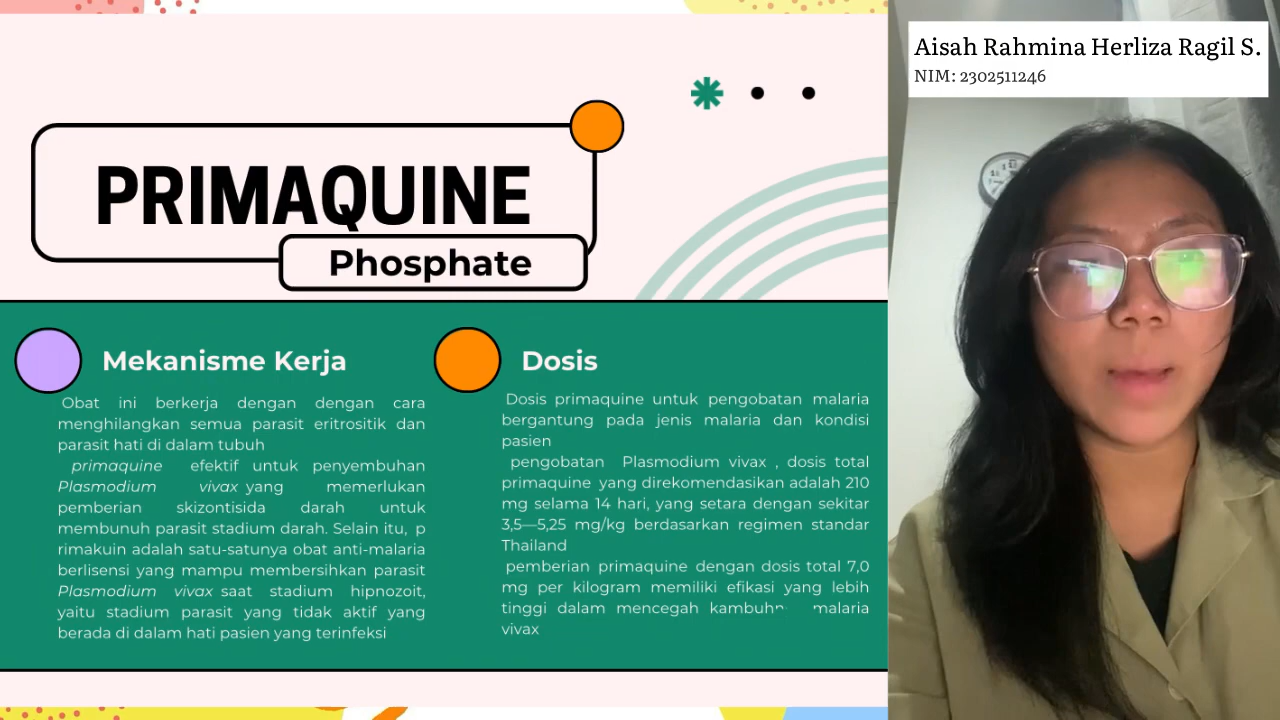 Aisah Rahmina Herliza Ragil S.
NIM: 2302511246
PRIMAQUINE
Phosphate
Mekanisme Kerja
Obat ini berkerja dengan dengan cara
menghilangkan semua parasit eritrositik dan
parasit hati di dalam tubuh
primaquine efektif untuk penyembuhan
Plasmodium vivax yang memerlukan
pemberian skizontisida darah untuk
membunuh parasit stadium darah. Selain itu, p
rimakuin adalah satu-satunya obat anti-malaria
berlisensi yang mampu membersihkan parasit
Plasmodium vivax saat stadium hipnozoit,
yaitu stadium parasit yang tidak aktif yang
berada di dalam hati pasien yang terinfeksi
Dosis
Dosis primaquine untuk pengobatan malaria
bergantung pada jenis malaria dan kondisi
pasien
pengobatan Plasmodium vivax , dosis total
primaquine yang direkomendasikan adalah 210
mg selama 14 hari, yang setara dengan sekitar
3,5—5,25 mg/kg berdasarkan regimen standar
Thailand
pemberian primaquine dengan dosis total 7,0
mg per kilogram memiliki efikasi yang lebih
tinggi dalam mencegah malaria
vivax